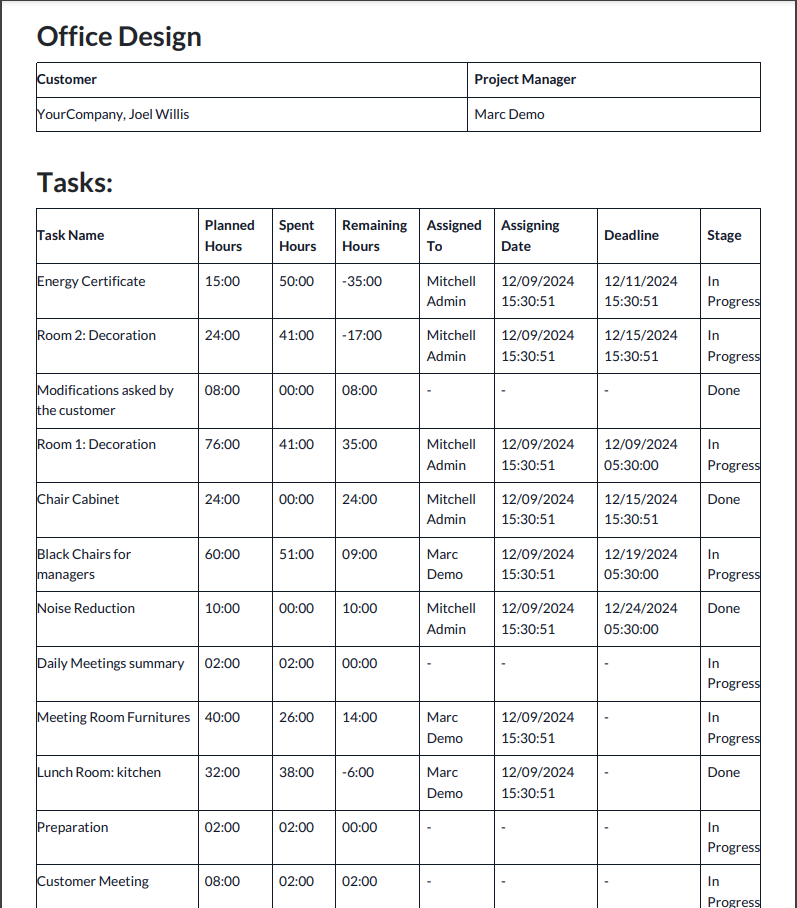 Office Design
Customer Project Manager
YourCompany, Joel Willis Marc Demo
Tasks:
Task Name Planned Hours Spent Hours Remaining Hours Assigned To Assigning Date Deadline Stage
Energy Certificate 15:00 50:00 -35:00 Mitchell Admin 12/09/2024 15:30:51 12/11/2024 15:30:51 In Progress
Room 2: Decoration 24:00 41:00 -17:00 Mitchell Admin 12/09/2024 15:30:51 12/15/2024 15:30:51 In Progress
Modifications asked by the customer 08:00 00:00 08:00 - - - Done
Room 1: Decoration 76:00 41:00 35:00 Mitchell Admin 12/09/2024 15:30:51 12/09/2024 05:30:00 In Progress
Chair Cabinet 24:00 00:00 24:00 Mitchell Admin 12/09/2024 15:30:51 12/15/2024 15:30:51 Done
Black Chairs for managers 60:00 51:00 09:00 Marc Demo 12/09/2024 15:30:51 12/19/2024 05:30:00 In Progress
Noise Reduction 10:00 00:00 10:00 Mitchell Admin 12/09/2024 15:30:51 12/24/2024 05:30:00 Done
Daily Meetings summary 02:00 02:00 00:00 - - - In Progress
Meeting Room Furnitures 40:00 26:00 14:00 Marc Demo 12/09/2024 15:30:51 - In Progress
Lunch Room: kitchen 32:00 38:00 -6:00 Marc Demo 12/09/2024 15:30:51 - Done
Preparation 02:00 02:00 00:00 - - - In Progress
Customer Meeting 08:00 02:00 02:00 - - - In Progress